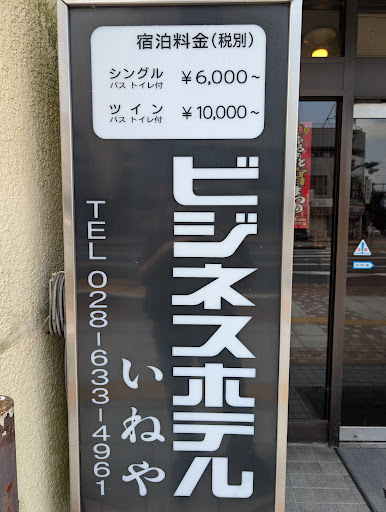 宿泊料金(税別)
シングル ￥6,000~
バス トイレ付
ツイン ￥10,000~
バス トイレ付
ビジネスホテル
いねや
TEL 028-633-4961